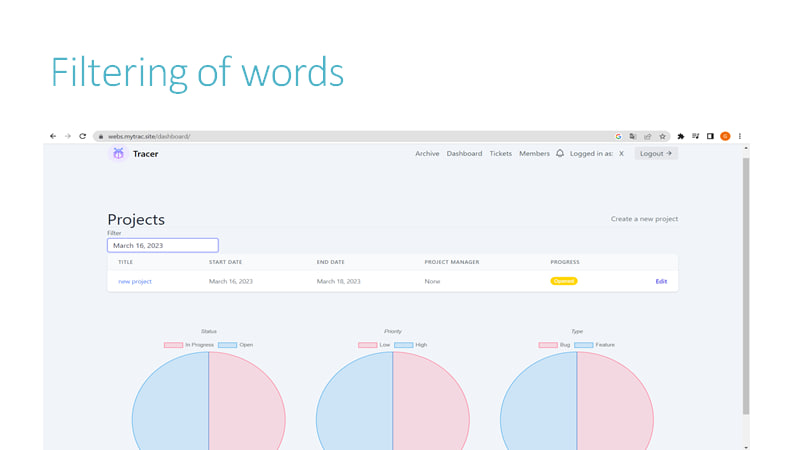 Filtering of words
webs.mytrac.site/dashboard/
G
Tracer Archive Dashboard Tickets Members Logged in as: X Logout →
Projects Create a new project
Filter
March 16, 2023
TITLE START DATE END DATE PROJECT MANAGER PROGRESS
new project March 16, 2023 March 18, 2023 None Opened Edit
Status Priority Type
In Progress Open Low High Bug Feature